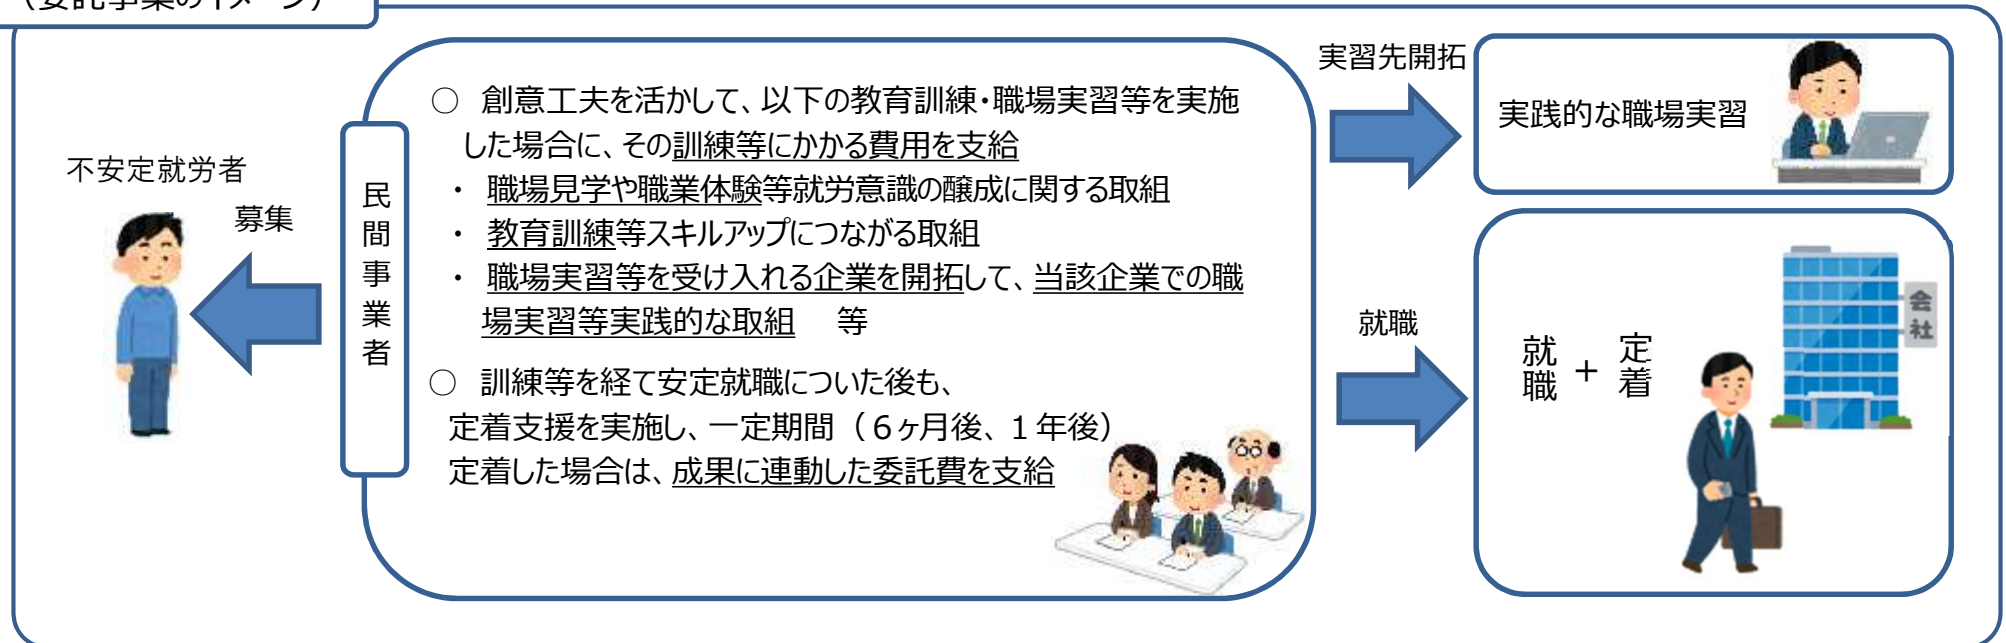 （委託事業のイメージ）
不安定就労者
募集
民間事業者
○ 創意工夫を活かして、以下の教育訓練・職場実習等を実施
した場合に、その訓練等にかかる費用を支給
・ 職場見学や職業体験等就労意識の醸成に関する取組
・ 教育訓練等スキルアップにつながる取組
・ 職場実習等を受け入れる企業を開拓して、当該企業での職
場実習等実践的な取組 等
○ 訓練等を経て安定就職についた後も、
定着支援を実施し、一定期間（６ヶ月後、１年後）
定着した場合は、成果に連動した委託費を支給
実習先開拓
実践的な職場実習
就職
就職＋定着
会社